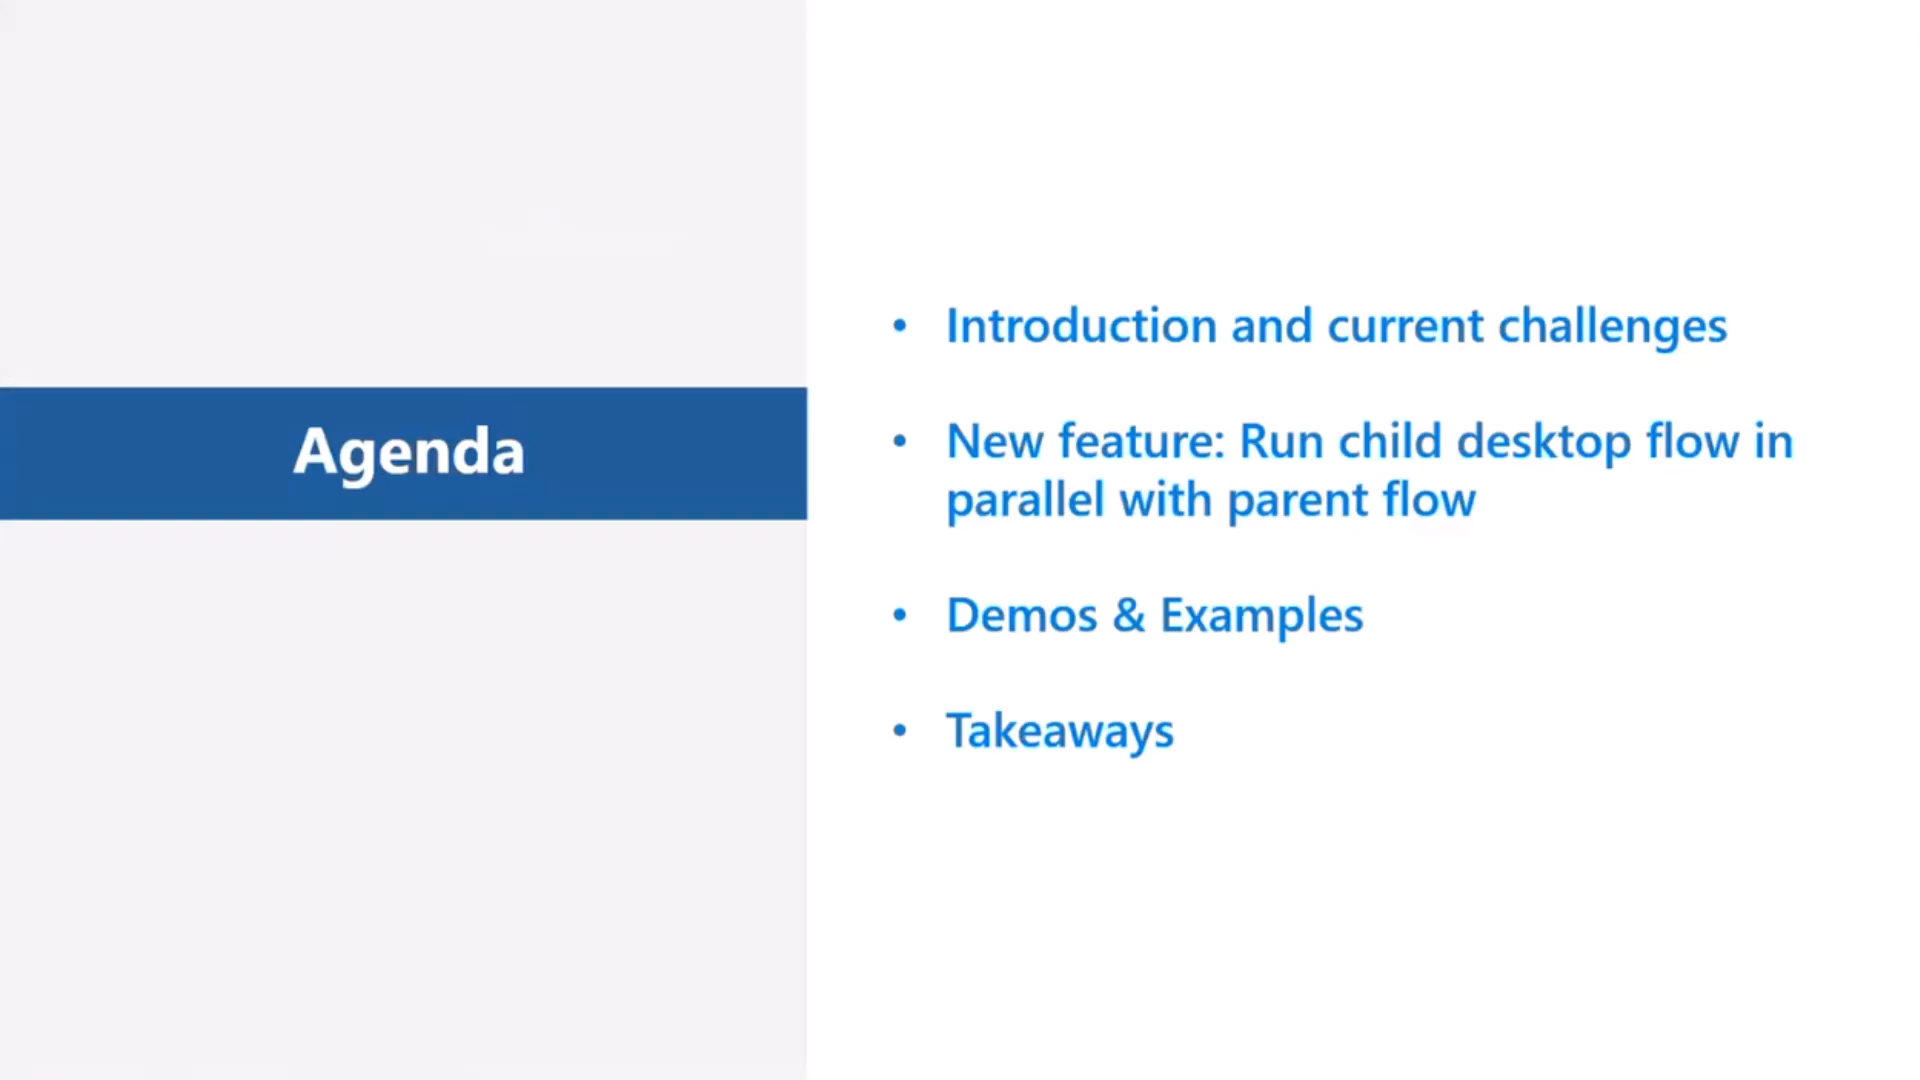 Agenda
• Introduction and current challenges
• New feature: Run child desktop flow in
parallel with parent flow
• Demos & Examples
• Takeaways